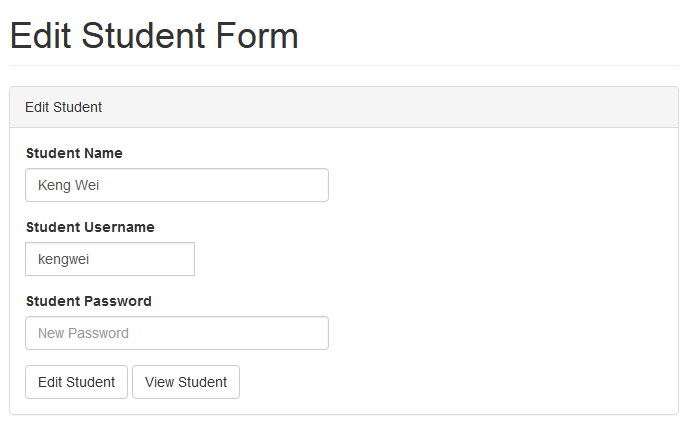 Edit Student Form
Edit Student
Student Name
Keng Wei
Student Username
kengwei
Student Password
New Password
Edit Student View Student